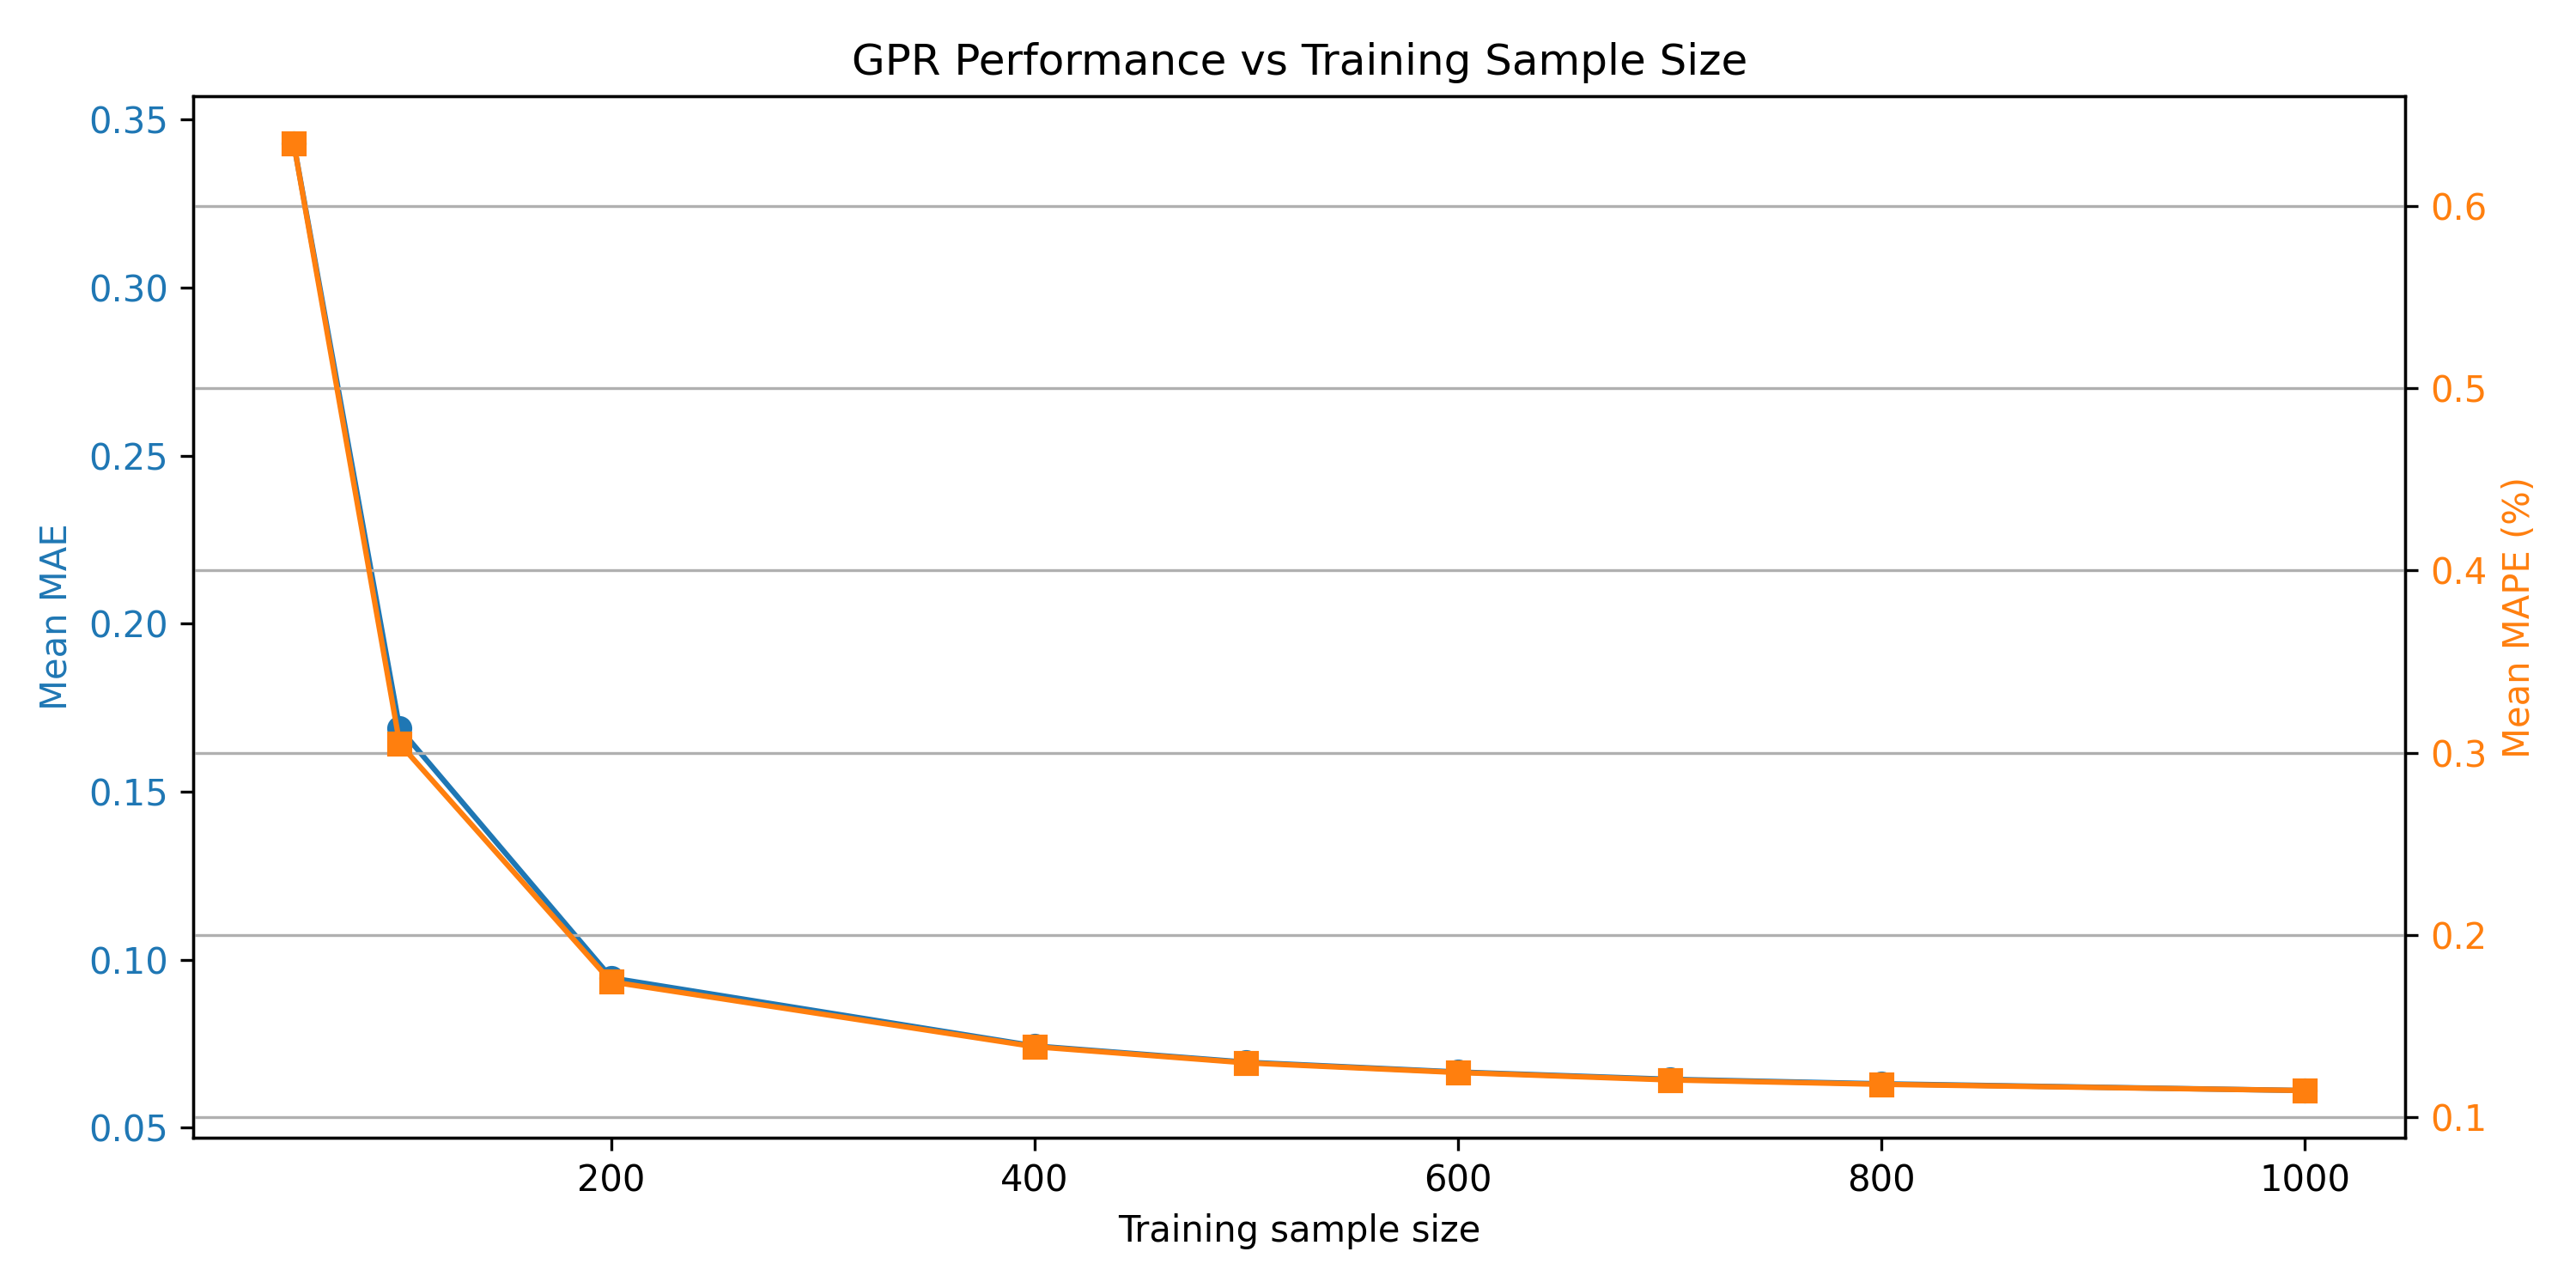 GPR Performance vs Training Sample Size
Mean MAE
0.35
0.30
0.25
0.20
0.15
0.10
0.05
0.6
0.5
0.4
0.3
0.2
0.1
Mean MAPE (%)
200 400 600 800 1000
Training sample size